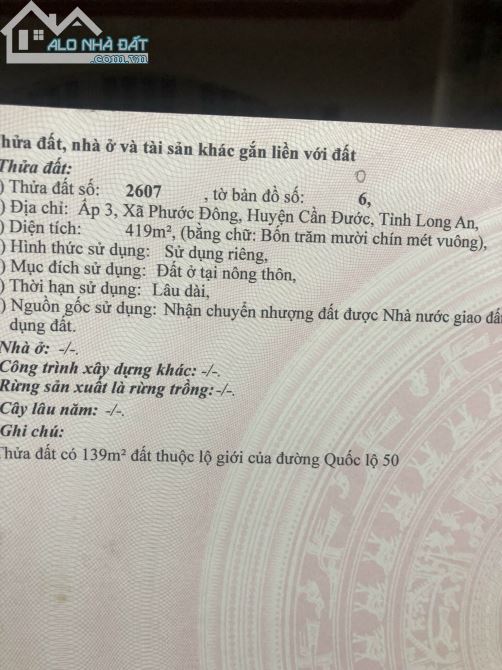 ALO NHÀ ĐẤT
.com.vn
Thửa đất, nhà ở và tài sản khác gắn liền với đất
Thửa đất:
) Thửa đất số: 2607 , tờ bản đồ số: 6,
) Địa chỉ: Ấp 3, Xã Phước Đông, Huyện Cần Đước, Tỉnh Long An,
) Diện tích: 419m², (bằng chữ: Bốn trăm mười chín mét vuông),
) Hình thức sử dụng: Sử dụng riêng,
) Mục đích sử dụng: Đất ở tại nông thôn,
) Thời hạn sử dụng: Lâu dài,
) Nguồn gốc sử dụng: Nhận chuyển nhượng đất được Nhà nước giao đất
dụng đất.
Nhà ở: -/-.
Công trình xây dựng khác: -/-.
Rừng sản xuất là rừng trồng: -/-.
Cây lâu năm: -/-.
Ghi chú:
Thửa đất có 139m² đất thuộc lộ giới của đường Quốc lộ 50